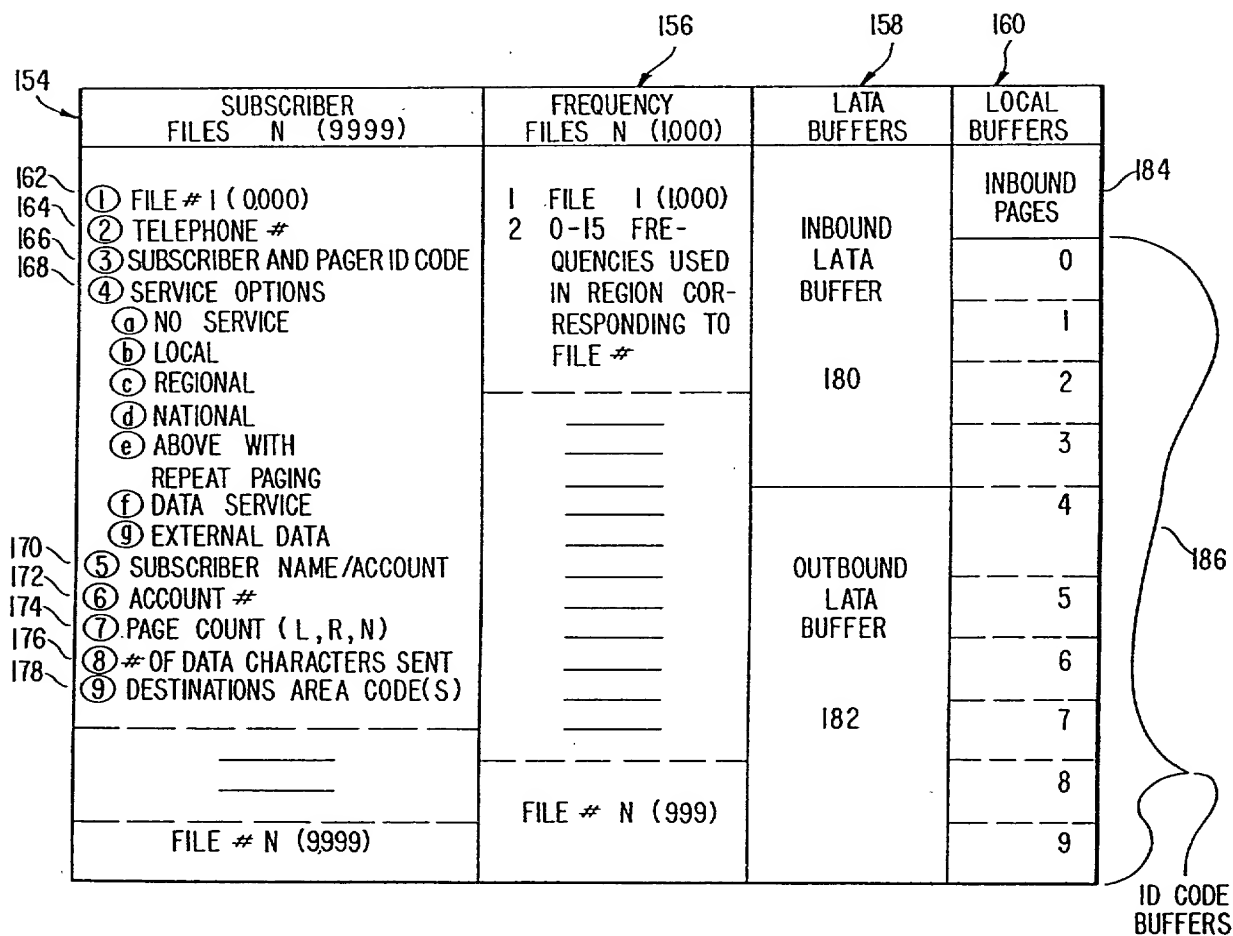 156
158
160
154
SUBSCRIBER
FILES N (9999)
FREQUENCY
FILES N (1,000)
LATA
BUFFERS
LOCAL
BUFFERS
162
164
166
168
① FILE # 1 (0,000)
② TELEPHONE #
③ SUBSCRIBER AND PAGER ID CODE
④ SERVICE OPTIONS
ⓐ NO SERVICE
ⓑ LOCAL
ⓒ REGIONAL
ⓓ NATIONAL
ⓔ ABOVE WITH
REPEAT PAGING
ⓕ DATA SERVICE
ⓖ EXTERNAL DATA
170
172
174
176
178
⑤ SUBSCRIBER NAME/ACCOUNT
⑥ ACCOUNT #
⑦ PAGE COUNT (L, R, N)
⑧ # OF DATA CHARACTERS SENT
⑨ DESTINATIONS AREA CODE(S)
FILE # N (9,999)
1 FILE 1 (1,000)
2 0-15 FRE-
QUENCIES USED
IN REGION COR-
RESPONDING TO
FILE #
FILE # N (999)
INBOUND
LATA
BUFFER
180
OUTBOUND
LATA
BUFFER
182
INBOUND
PAGES
184
0
1
2
3
4
5
6
7
8
9
186
ID CODE
BUFFERS